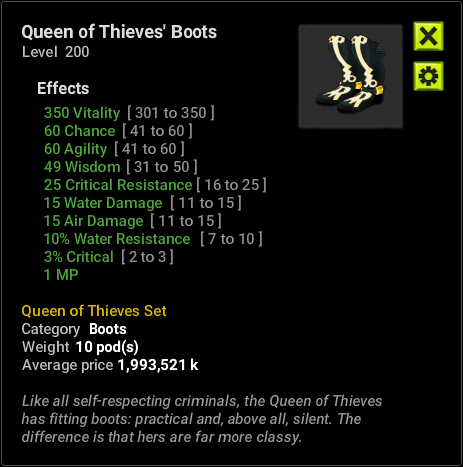 Queen of Thieves' Boots
Level 200
Effects
350 Vitality [ 301 to 350 ]
60 Chance [ 41 to 60 ]
60 Agility [ 41 to 60 ]
49 Wisdom [ 31 to 50 ]
25 Critical Resistance [ 16 to 25 ]
15 Water Damage [ 11 to 15 ]
15 Air Damage [ 11 to 15 ]
10% Water Resistance [ 7 to 10 ]
3% Critical [ 2 to 3 ]
1 MP
Queen of Thieves Set
Category Boots
Weight 10 pod(s)
Average price 1,993,521 k
Like all self-respecting criminals, the Queen of Thieves
has fitting boots: practical and, above all, silent. The
difference is that hers are far more classy.